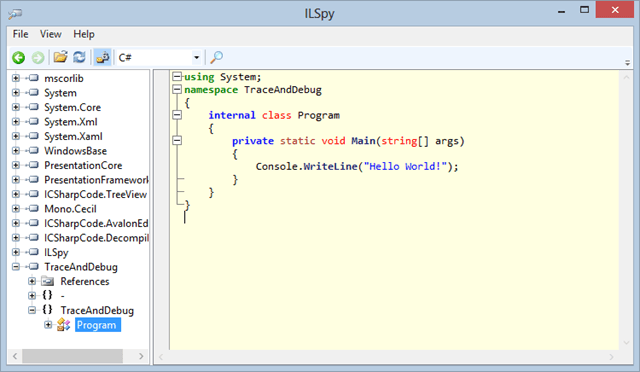 ILSpy
File View Help
C#
mscorlib
System
System.Core
System.Xml
System.Xaml
WindowsBase
PresentationCore
PresentationFramework
ICSharpCode.TreeView
Mono.Cecil
ICSharpCode.AvalonEd
ICSharpCode.Decompil
ILSpy
TraceAndDebug
References
{} -
{} TraceAndDebug
Program
using System;
namespace TraceAndDebug
{
internal class Program
{
private static void Main(string[] args)
{
Console.WriteLine("Hello World!");
}
}
}